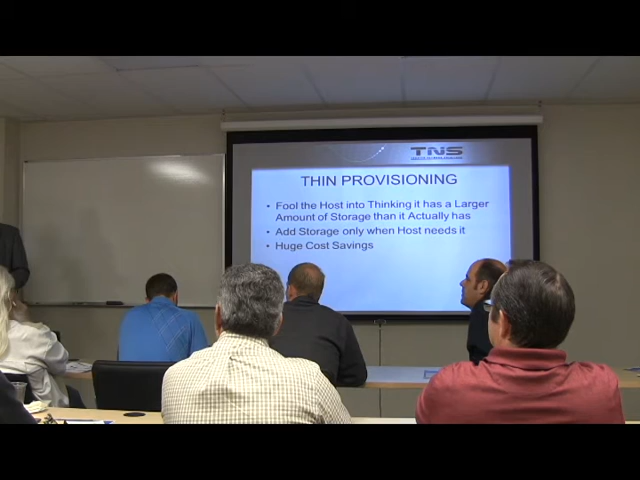 TNS
THIN PROVISIONING
• Fool the Host into Thinking it has a Larger
Amount of Storage than it Actually has
• Add Storage only when Host needs it
• Huge Cost Savings